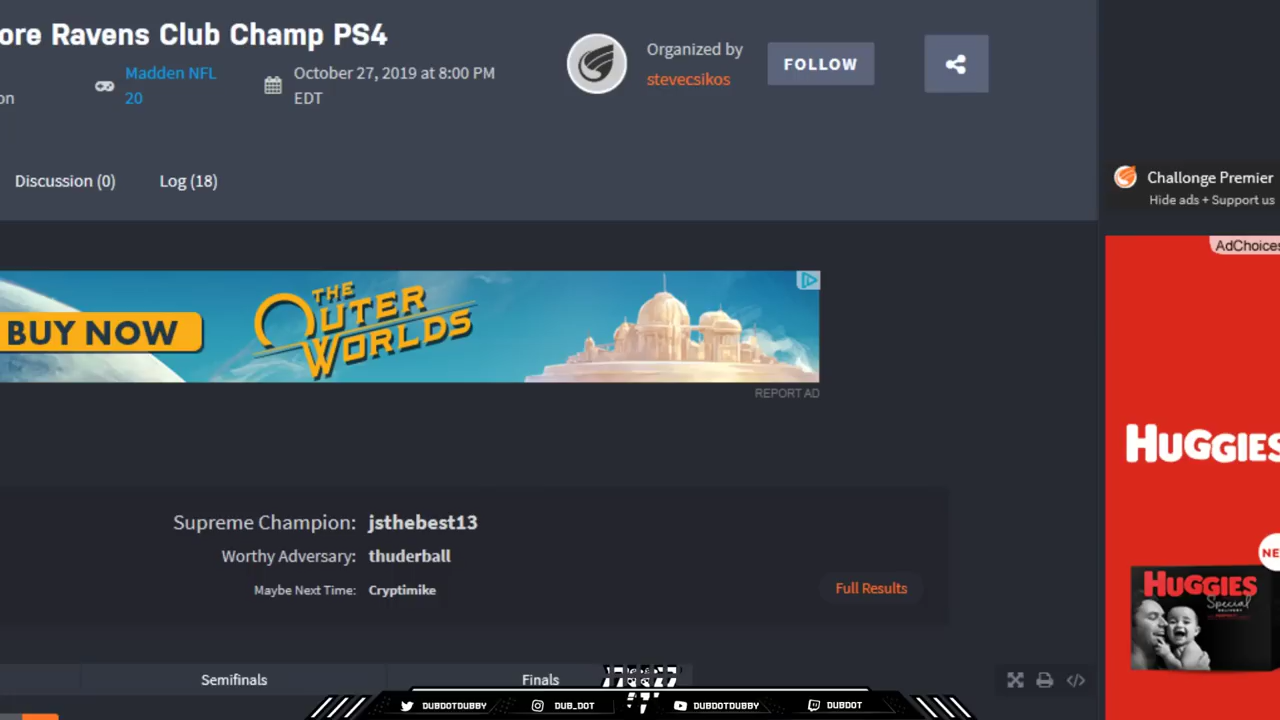 ore Ravens Club Champ PS4
Organized by
stevecsikos
FOLLOW
on
Madden NFL
20
October 27, 2019 at 8:00 PM
EDT
Discussion (0)
Log (18)
Challonge Premier
Hide ads + Support us
AdChoices
BUY NOW
THE
OUTER
WORLDS
REPORT AD
HUGGIES
Supreme Champion: jsthebest13
Worthy Adversary: thuderball
Maybe Next Time: Cryptimike
Full Results
NE
HUGGIES
Special
DELIVERY
Semifinals
Finals
DUBDOTDUBBY
DUB_DOT
DUBDOTDUBBY
DUBDOT